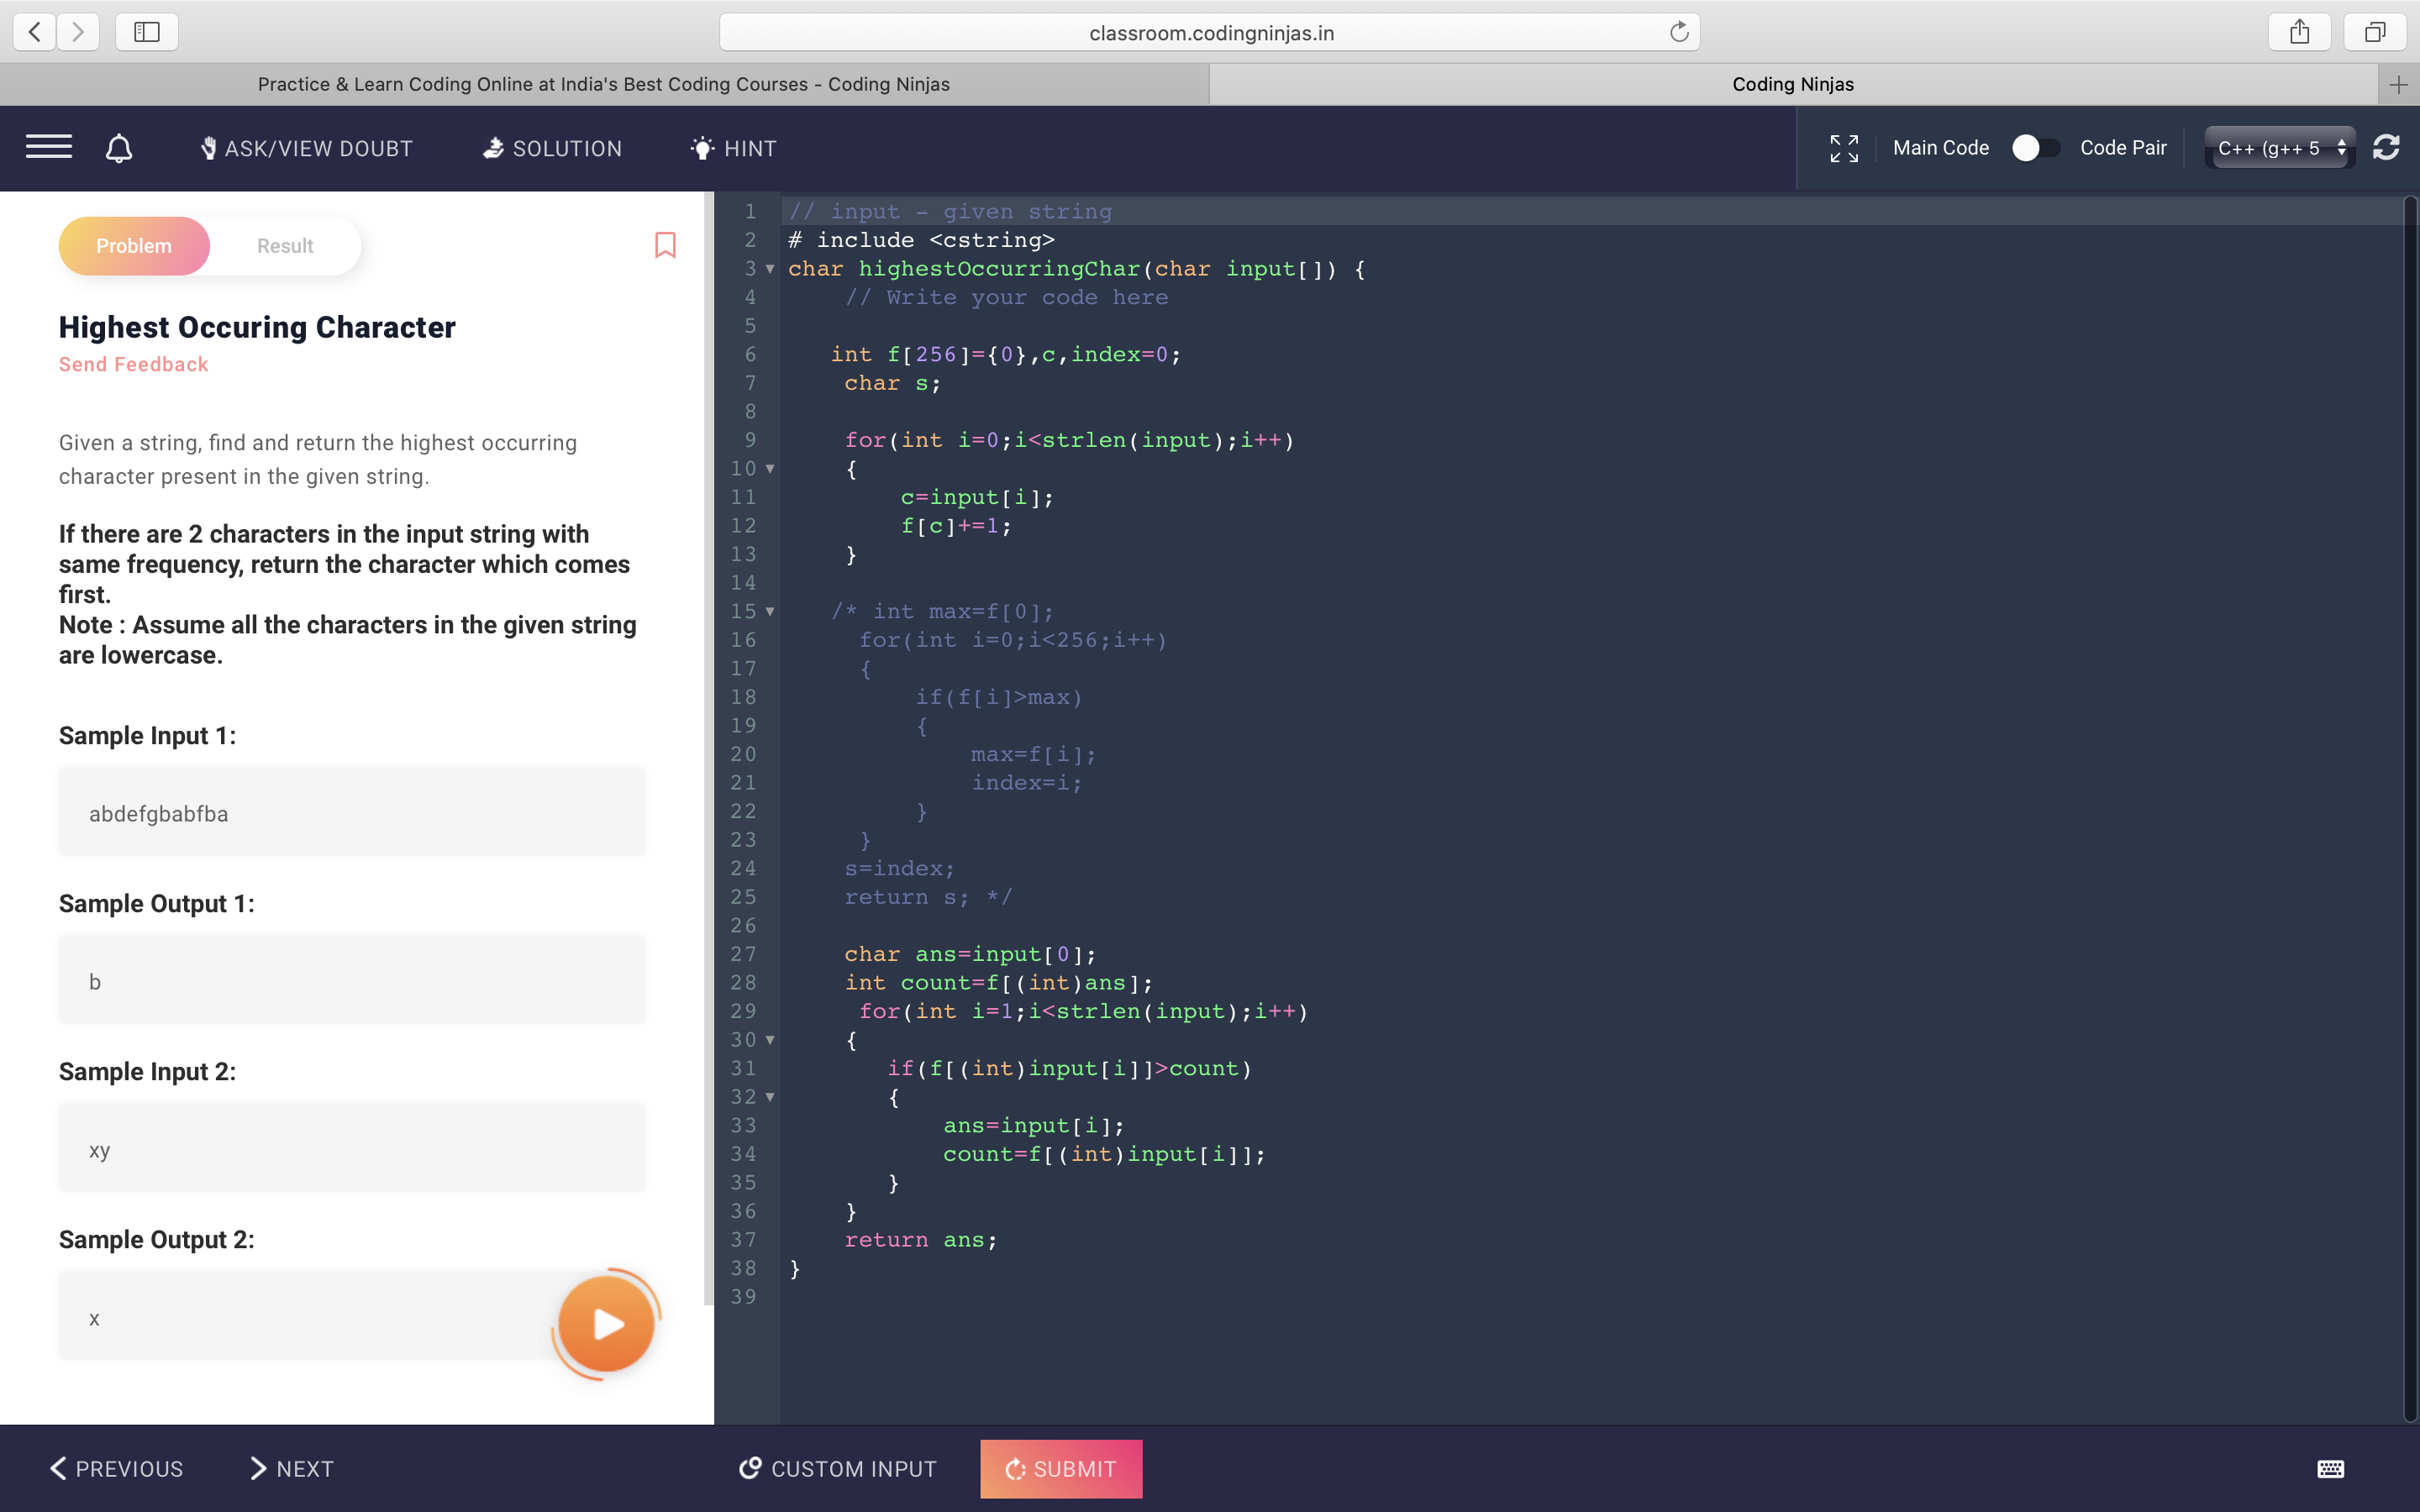 classroom.codingninjas.in
Practice & Learn Coding Online at India's Best Coding Courses - Coding Ninjas
Coding Ninjas
ASK/VIEW DOUBT
SOLUTION
HINT
Main Code
Code Pair
C++ (g++ 5
Problem
Result
Highest Occuring Character
Send Feedback
Given a string, find and return the highest occurring
character present in the given string.
If there are 2 characters in the input string with
same frequency, return the character which comes
first.
Note : Assume all the characters in the given string
are lowercase.
Sample Input 1:
abdefgbabfba
Sample Output 1:
b
Sample Input 2:
xy
Sample Output 2:
x
1 // input - given string
2 # include <cstring>
3 char highestOccurringChar(char input[]) {
4 // Write your code here
5
6 int f[256]={0},c,index=0;
7 char s;
8
9 for(int i=0;i<strlen(input);i++)
10 {
11 c=input[i];
12 f[c]+=1;
13 }
14
15 /* int max=f[0];
16 for(int i=0;i<256;i++)
17 {
18 if(f[i]>max)
19 {
20 max=f[i];
21 index=i;
22 }
23 }
24 s=index;
25 return s; */
26
27 char ans=input[0];
28 int count=f[(int)ans];
29 for(int i=1;i<strlen(input);i++)
30 {
31 if(f[(int)input[i]]>count)
32 {
33 ans=input[i];
34 count=f[(int)input[i]];
35 }
36 }
37 return ans;
38 }
39
PREVIOUS
NEXT
CUSTOM INPUT
SUBMIT